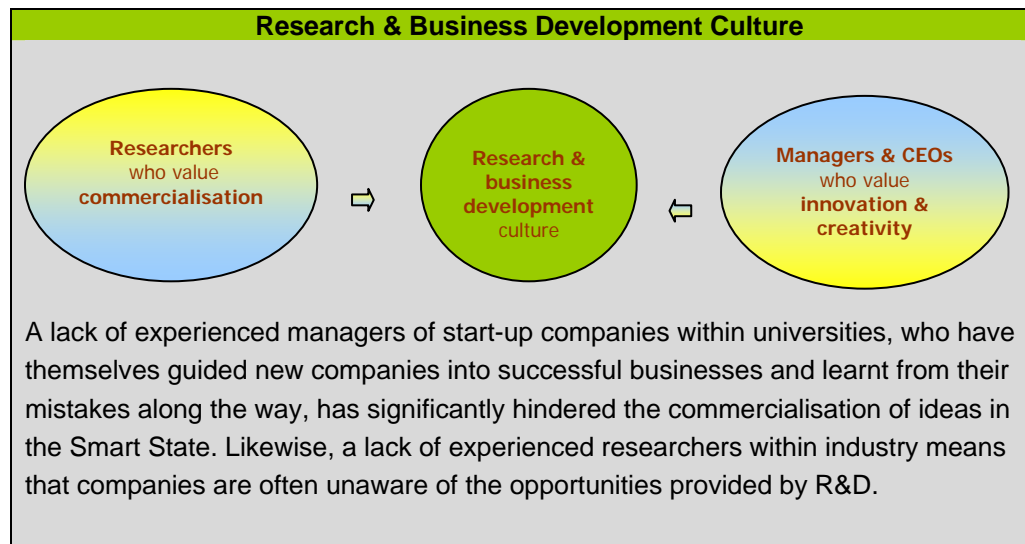 Research & Business Development Culture
Researchers
who value
commercialisation
Research &
business
development
culture
Managers & CEOs
who value
innovation &
creativity
A lack of experienced managers of start-up companies within universities, who have
themselves guided new companies into successful businesses and learnt from their
mistakes along the way, has significantly hindered the commercialisation of ideas in
the Smart State. Likewise, a lack of experienced researchers within industry means
that companies are often unaware of the opportunities provided by R&D.